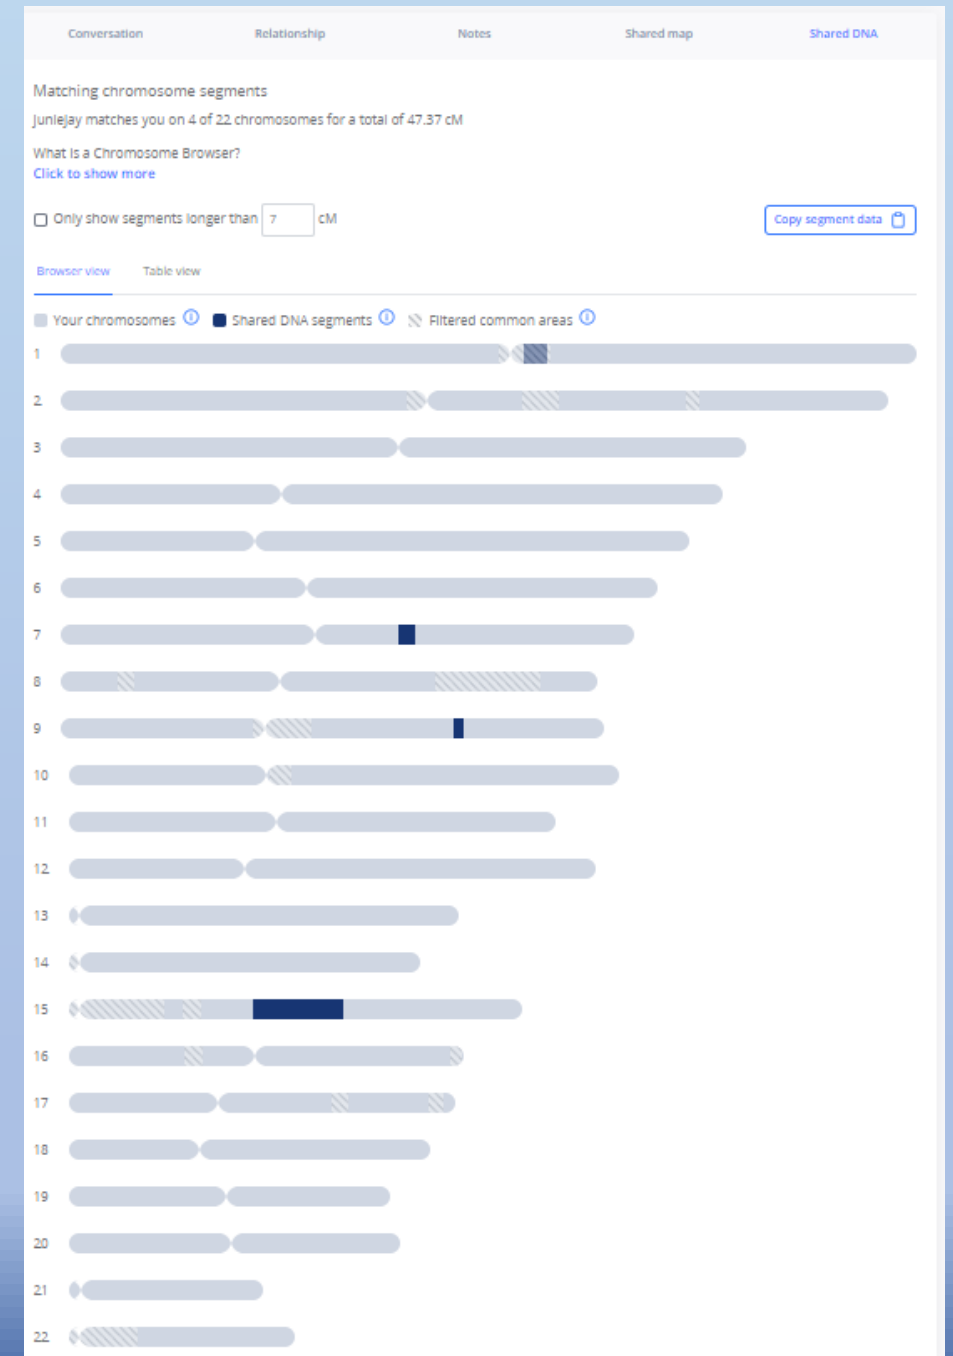 Conversation Relationship Notes Shared map Shared DNA
Matching chromosome segments
Juniejay matches you on 4 of 22 chromosomes for a total of 47.37 cM
What is a Chromosome Browser?
Click to show more
Only show segments longer than 7 cM Copy segment data
Browser view Table view
Your chromosomes Shared DNA segments Filtered common areas
1
2
3
4
5
6
7
8
9
10
11
12
13
14
15
16
17
18
19
20
21
22